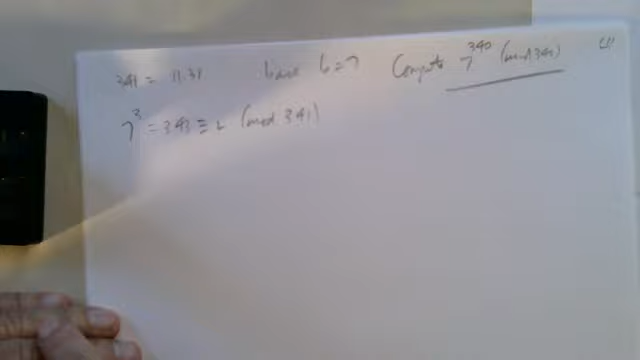 341 = 11.31 base b=7 Compute 7^340 (mod 341)
7^3 = 343 ≡ 2 (mod 341)